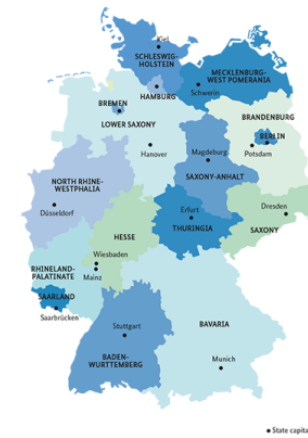 Kiel
SCHLESWIG-
HOLSTEIN
MECKLENBURG-
WEST POMERANIA
Schwerin
HAMBURG
BREMEN
LOWER SAXONY
BRANDENBURG
BERLIN
Potsdam
Hanover
Magdeburg
SAXONY-ANHALT
NORTH RHINE-
WESTPHALIA
Düsseldorf
Dresden
SAXONY
Erfurt
THURINGIA
HESSE
Wiesbaden
Mainz
RHINELAND-
PALATINATE
SAARLAND
Saarbrücken
Stuttgart
BADEN-
WURTTEMBERG
BAVARIA
Munich
State capita